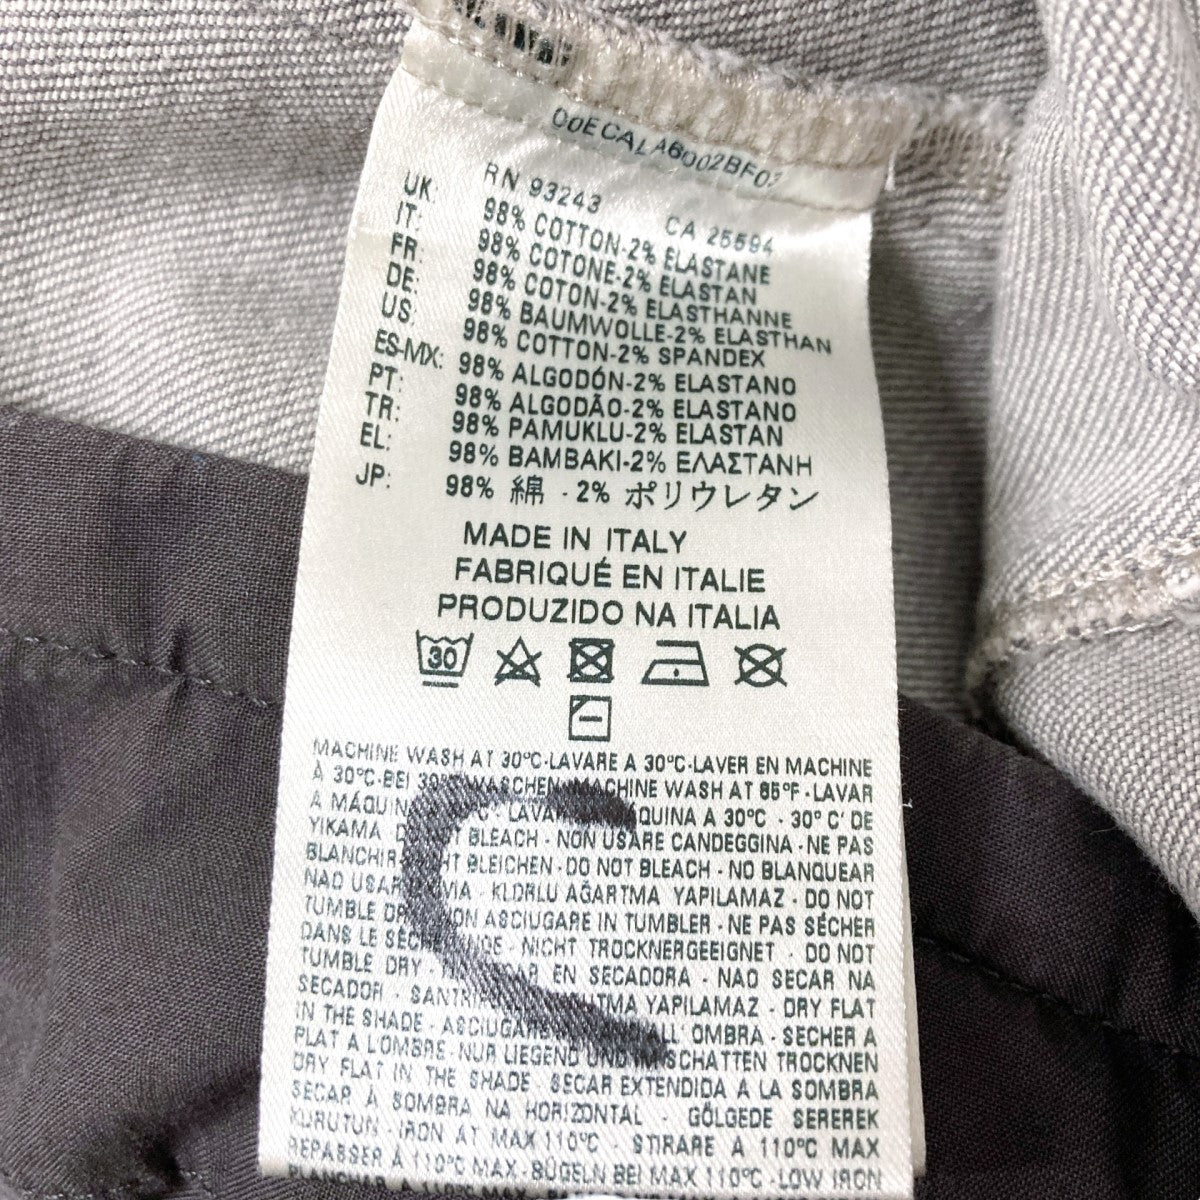 00ECALA6002BF03
RN 93243 CA 25594
UK: 98% COTTON-2% ELASTANE
IT: 98% COTONE-2% ELASTAN
FR: 98% COTON-2% ELASTHANNE
DE: 98% BAUMWOLLE-2% ELASTHAN
US: 98% COTTON-2% SPANDEX
ES-MX: 98% ALGODÓN-2% ELASTANO
PT: 98% ALGODÃO-2% ELASTANO
TR: 98% PAMUKLU-2% ELASTAN
EL: 98% ΒΑΜΒΑΚΙ-2% ΕΛΑΣΤΑΝΗ
JP: 98% 綿 - 2% ポリウレタン
MADE IN ITALY
FABRIQUÉ EN ITALIE
PRODUZIDO NA ITALIA
30
MACHINE WASH AT 30°C-LAVARE A 30°C-LAVER EN MACHINE
À 30°C-BEI 30° WASCHEN-MACHINE WASH AT 85°F-LAVAR
A MÁQUINA °C - LAVAR MÁQUINA A 30°C - 30° C' DE
YIKAMA DO NOT BLEACH - NON USARE CANDEGGINA - NE PAS
BLANCHIR BLEICHEN - DO NOT BLEACH - NO BLANQUEAR
NAO USAR - KLORLU AĞARTMA YAPILAMAZ - DO NOT
TUMBLE DRY NON ASCIUGARE IN TUMBLER - NE PAS SÉCHER
DANS LE - NICHT TROCKNERGEEIGNET - DO NOT
TUMBLE DRY - EN SECADORA - NAO SECAR NA
SECADOR - YAPILAMAZ - DRY FLAT
IN THE SHADE - ASCIUGARE ALL'OMBRA - SECHER A
PLAT A L'OMBRE - NUR LIEGEND UND IM SCHATTEN TROCKNEN
DRY FLAT IN THE SHADE - SECAR EXTENDIDA A LA SOMBRA
SECAR À SOMBRA NA HORIZONTAL - GÖLGEDE SEREREK
KURUTUN - IRON AT MAX 110°C - STIRARE A 110°C MAX
REPASSER À 110°C MAX - BÜGELN BEI MAX 110°C - LOW IRON